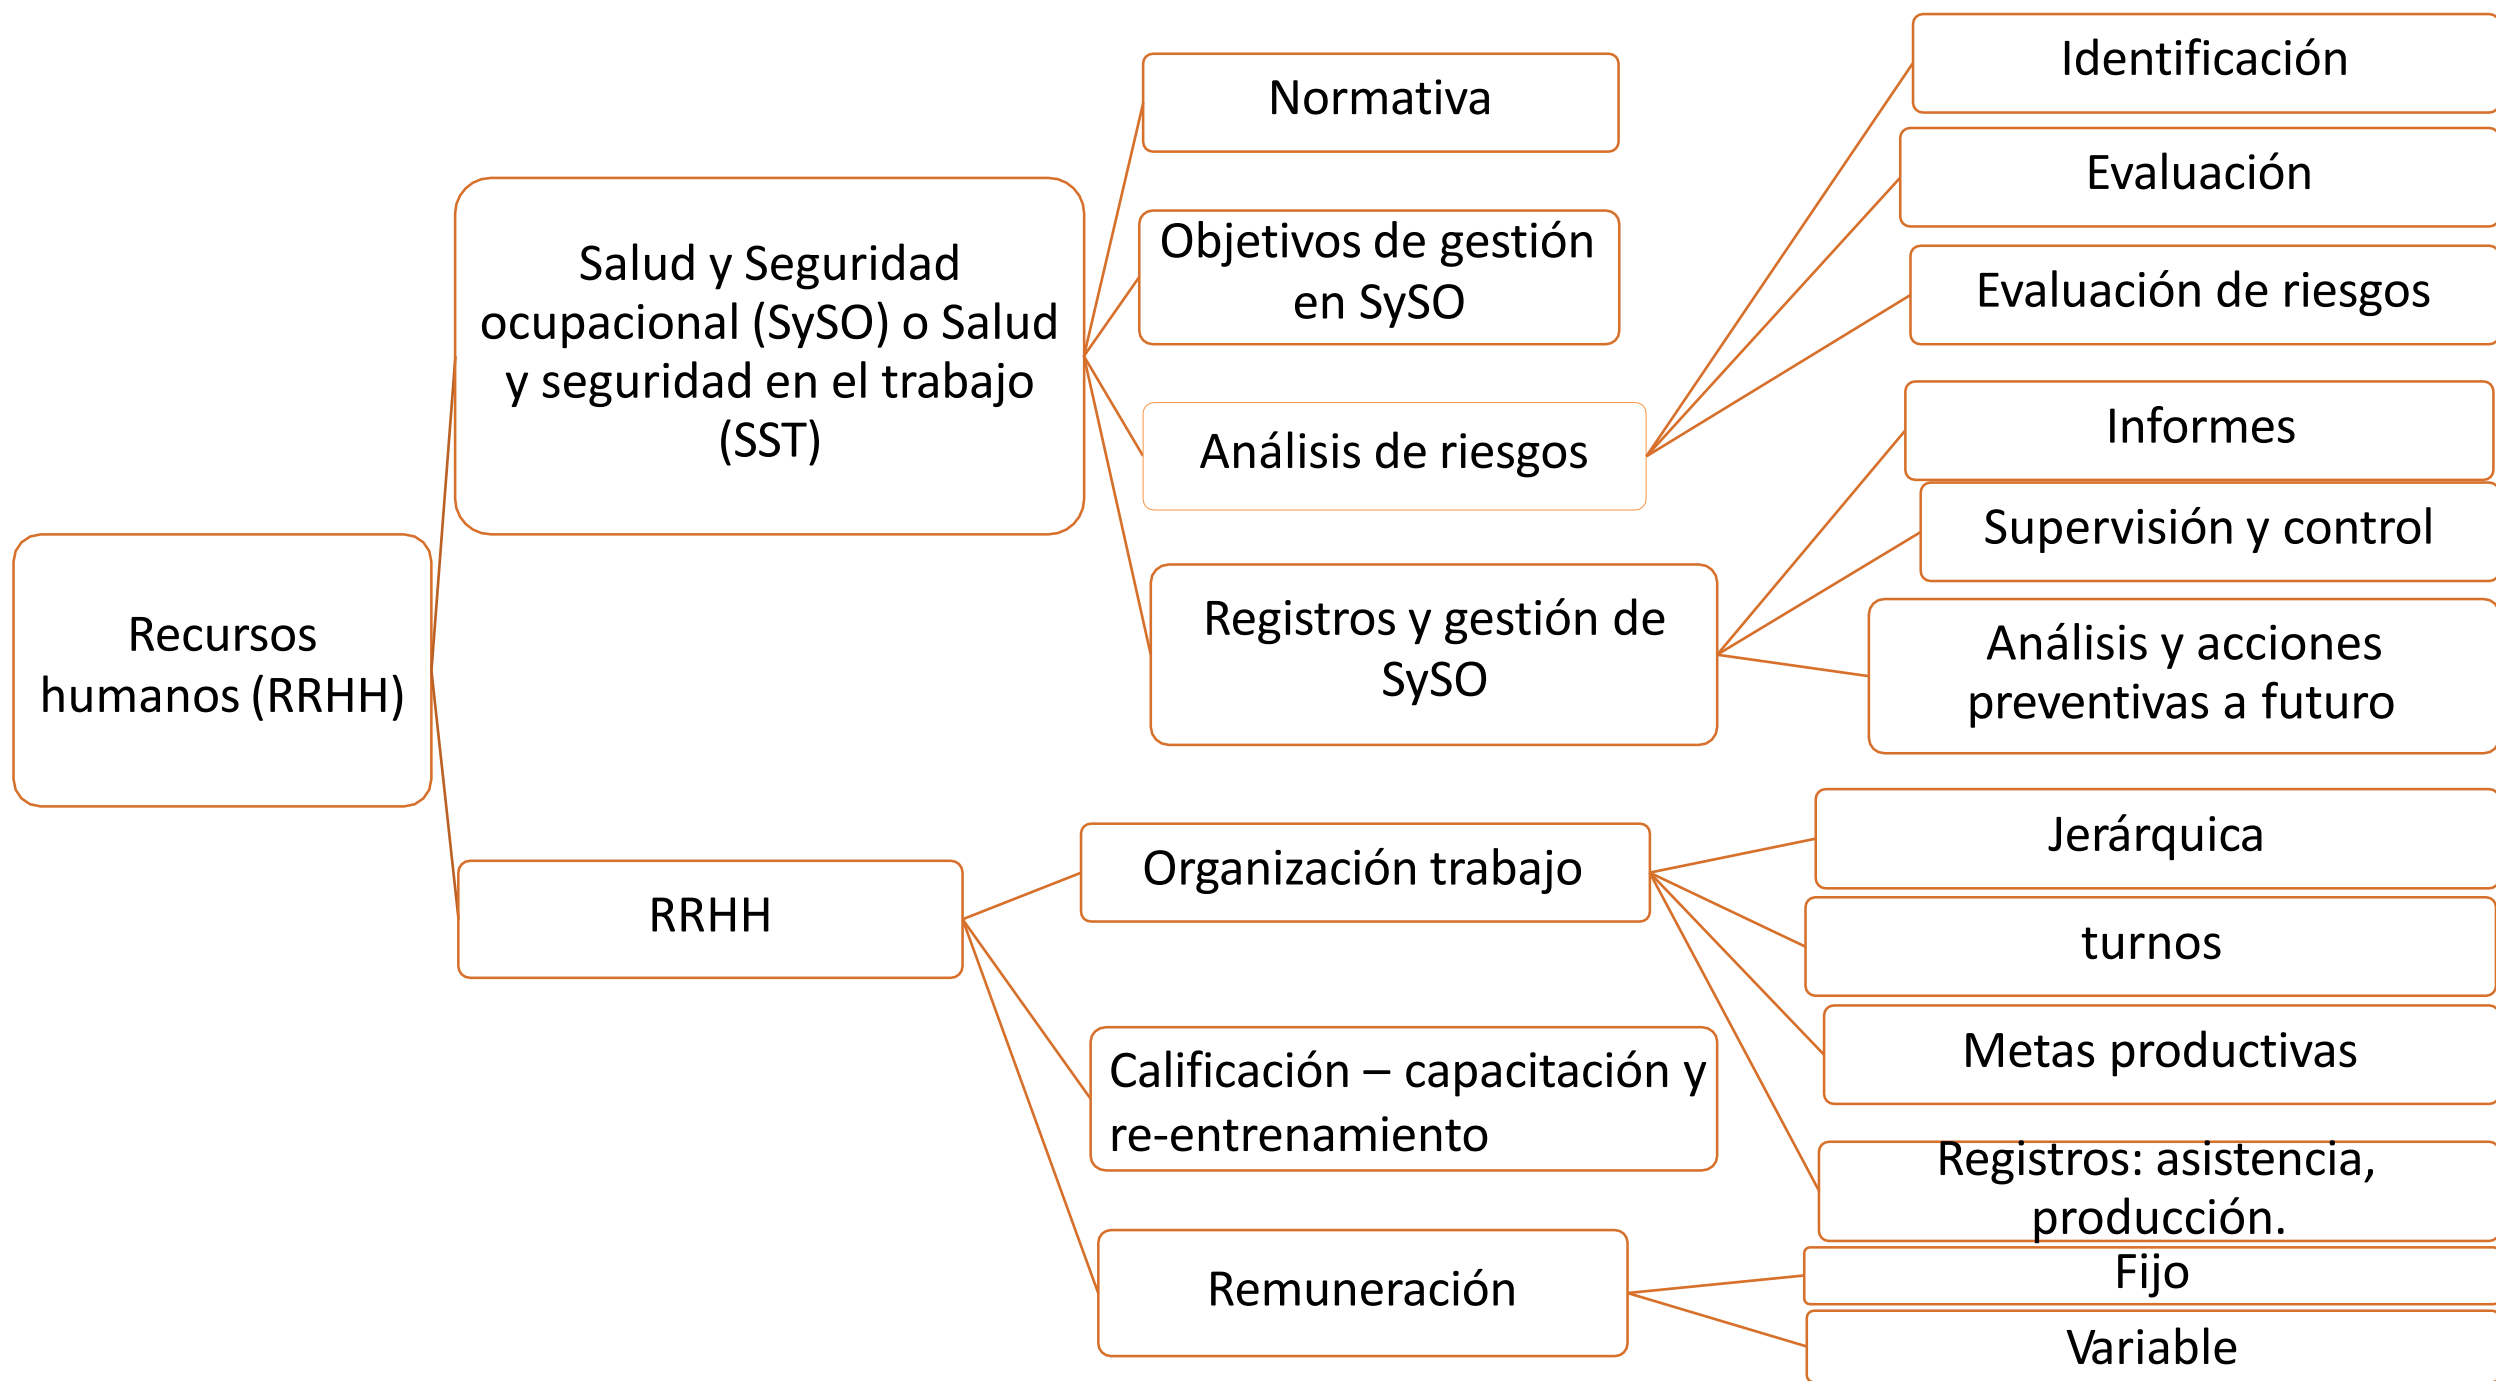 Recursos
humanos (RRHH)
Salud y Seguridad
ocupacional (SySO) o Salud
y seguridad en el trabajo
(SST)
Normativa
Objetivos de gestión
en SySO
Análisis de riesgos
Identificación
Evaluación
Evaluación de riesgos
Registros y gestión de
SySO
Informes
Supervisión y control
Análisis y acciones
preventivas a futuro
RRHH
Organización trabajo
Jerárquica
turnos
Metas productivas
Registros: asistencia,
producción.
Calificación – capacitación y
re-entrenamiento
Remuneración
Fijo
Variable